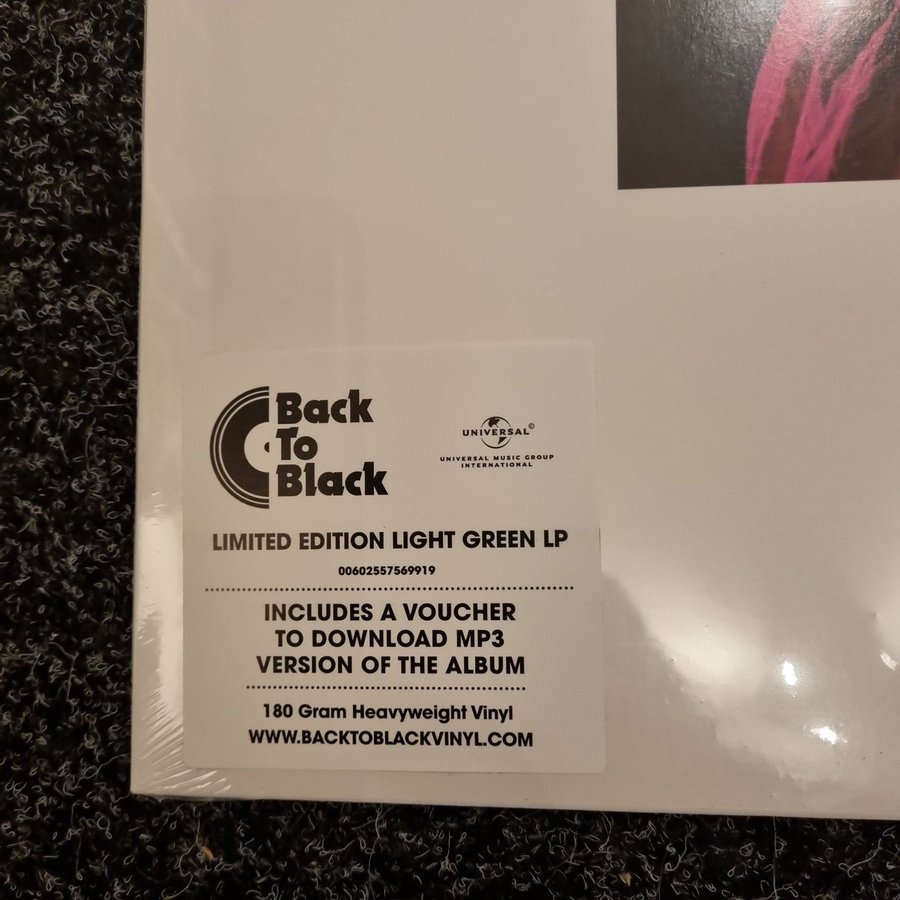 Back
To
Black
UNIVERSAL©
UNIVERSAL MUSIC GROUP
INTERNATIONAL
LIMITED EDITION LIGHT GREEN LP
00602557569919
INCLUDES A VOUCHER
TO DOWNLOAD MP3
VERSION OF THE ALBUM
180 Gram Heavyweight Vinyl
WWW.BACKTOBLACKVINYL.COM